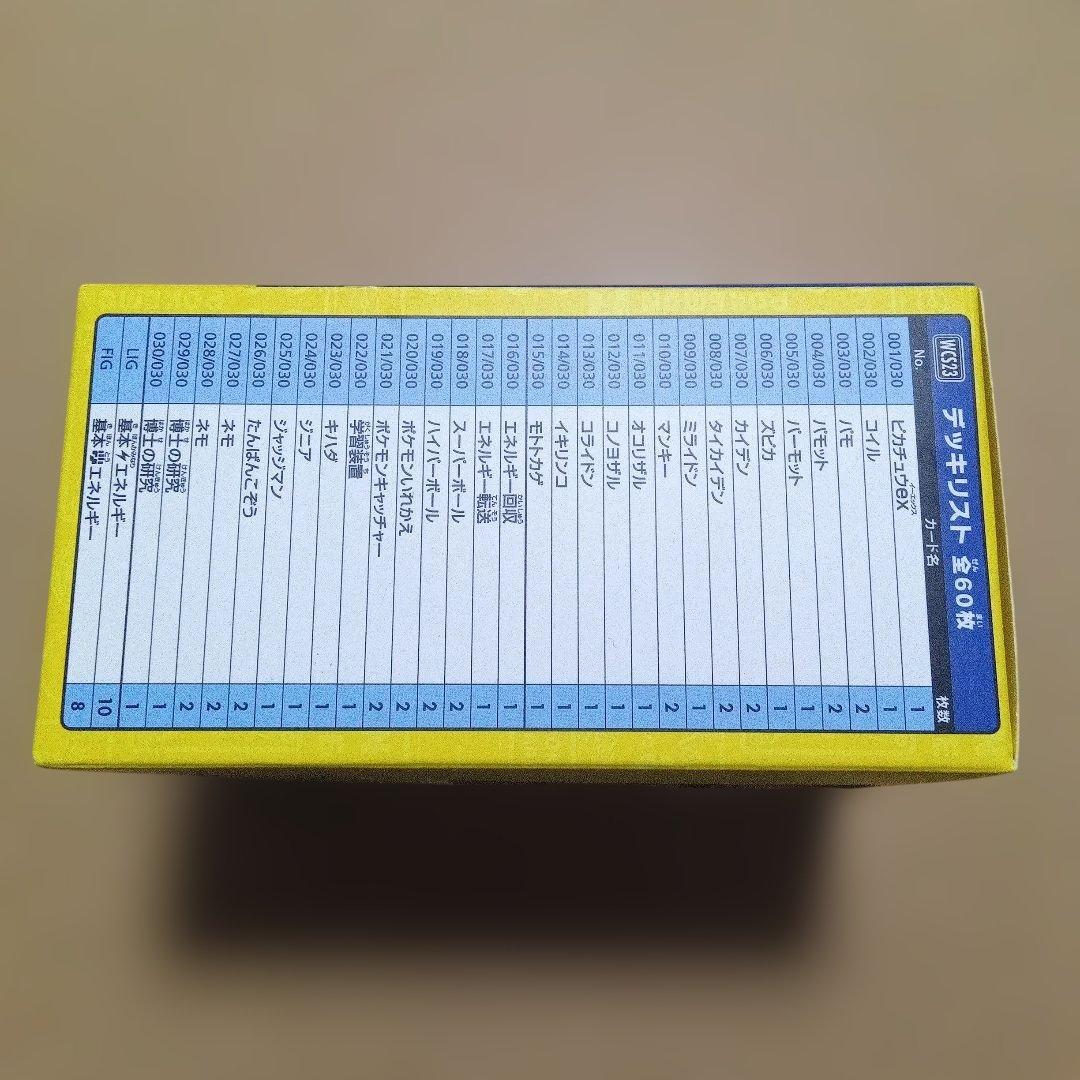 WCS23 デッキリスト 全60枚
No. カード名 枚数
001/030 ピカチュウex 1
002/030 コイル 1
003/030 パモ 2
004/030 パモット 2
005/030 パーモット 1
006/030 ズピカ 1
007/030 カイデン 2
008/030 タイカイデン 2
009/030 ミライドン 1
010/030 マンキー 2
011/030 オコリザル 1
012/030 コノヨザル 1
013/030 コライドン 1
014/030 イキリンコ 1
015/030 モトトカゲ 1
016/030 エネルギー回収 1
017/030 エネルギー転送 1
018/030 スーパーボール 2
019/030 ハイパーボール 2
020/030 ポケモンいれかえ 2
021/030 ポケモンキャッチャー 2
022/030 学習装置 1
023/030 キハダ 1
024/030 ジニア 1
025/030 ジャッジマン 1
026/030 たんぱんこぞう 2
027/030 ネモ 2
028/030 ネモ 2
029/030 博士の研究 1
030/030 博士の研究 1
LIG 基本エネルギー 10
FIG 基本エネルギー 8